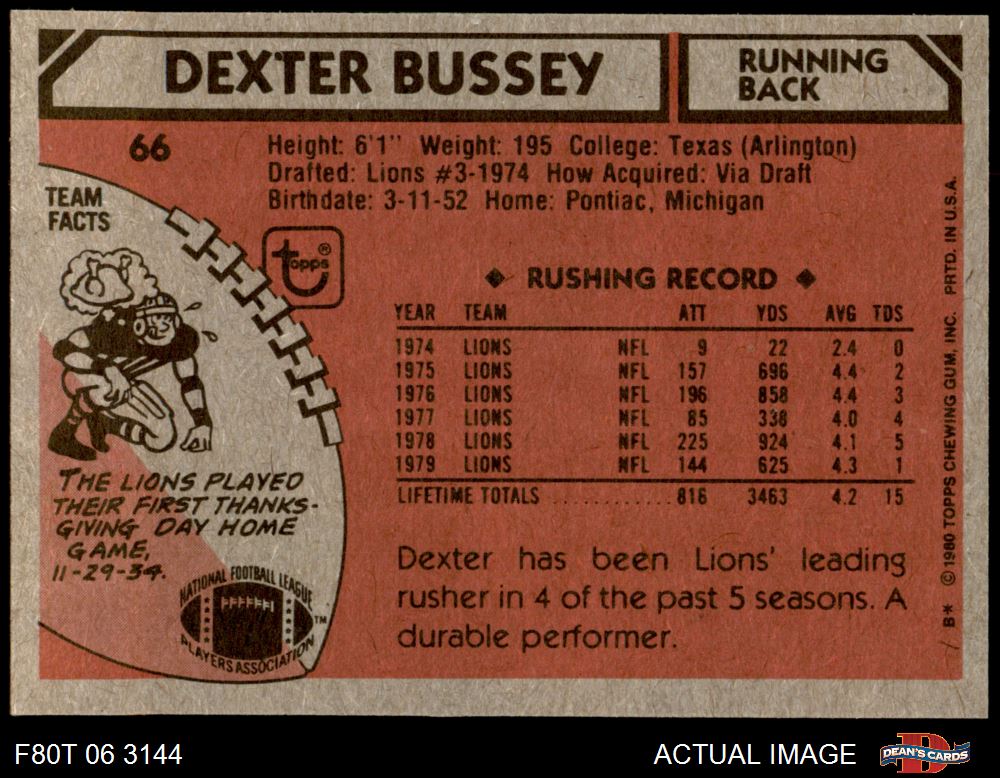 DEXTER BUSSEY
RUNNING
BACK
66
Height: 6'1" Weight: 195 College: Texas (Arlington)
Drafted: Lions #3-1974 How Acquired: Via Draft
Birthdate: 3-11-52 Home: Pontiac, Michigan
TEAM
FACTS
topps®
◆ RUSHING RECORD ◆
YEAR TEAM ATT YDS AVG TDS
1974 LIONS NFL 9 22 2.4 0
1975 LIONS NFL 157 696 4.4 2
1976 LIONS NFL 196 858 4.4 3
1977 LIONS NFL 85 338 4.0 4
1978 LIONS NFL 225 924 4.1 5
1979 LIONS NFL 144 625 4.3 1
LIFETIME TOTALS ............ 816 3463 4.2 15
THE LIONS PLAYED
THEIR FIRST THANKS-
GIVING DAY HOME
GAME,
11-29-34.
NATIONAL FOOTBALL LEAGUE
PLAYERS ASSOCIATION
TM
Dexter has been Lions' leading
rusher in 4 of the past 5 seasons. A
durable performer.
B* © 1980 TOPPS CHEWING GUM, INC. PRTD. IN U.S.A.
F80T 06 3144
ACTUAL IMAGE
D
DEAN'S CARDS